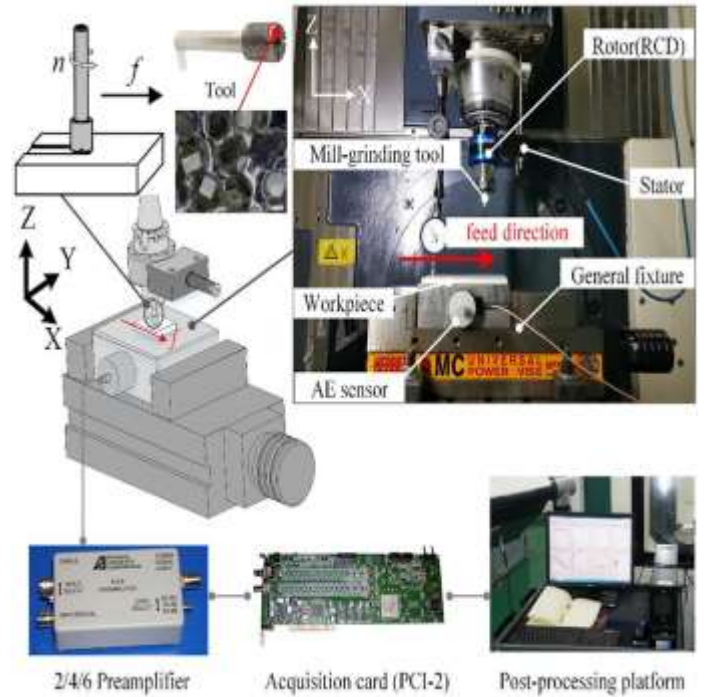 n
f
Tool
Z
X
Rotor(RCD)
Mill-grinding tool
Stator
feed direction
General fixture
Workpiece
AE sensor
MC UNIVERSAL
POWER VISE
Z
Y
X
2/4/6 Preamplifier
Acquisition card (PCI-2)
Post-processing platform